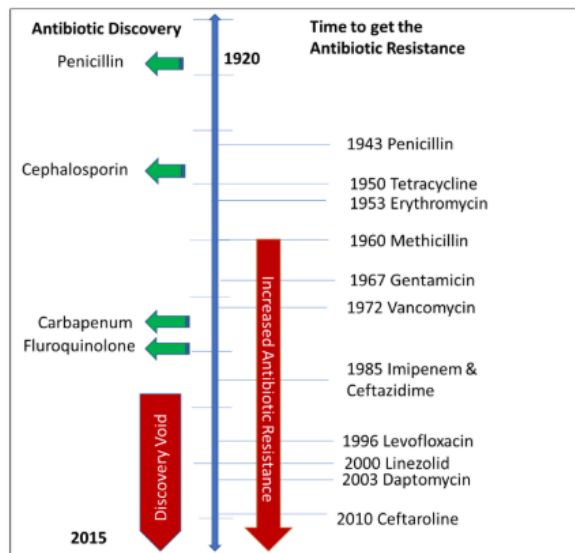 Antibiotic Discovery
Time to get the
Antibiotic Resistance
Penicillin
1920
1943 Penicillin
Cephalosporin
1950 Tetracycline
1953 Erythromycin
1960 Methicillin
Increased Antibiotic Resistance
1967 Gentamicin
1972 Vancomycin
Carbapenum
Fluroquinolone
1985 Imipenem &
Ceftazidime
Discovery Void
1996 Levofloxacin
2000 Linezolid
2003 Daptomycin
2010 Ceftaroline
2015